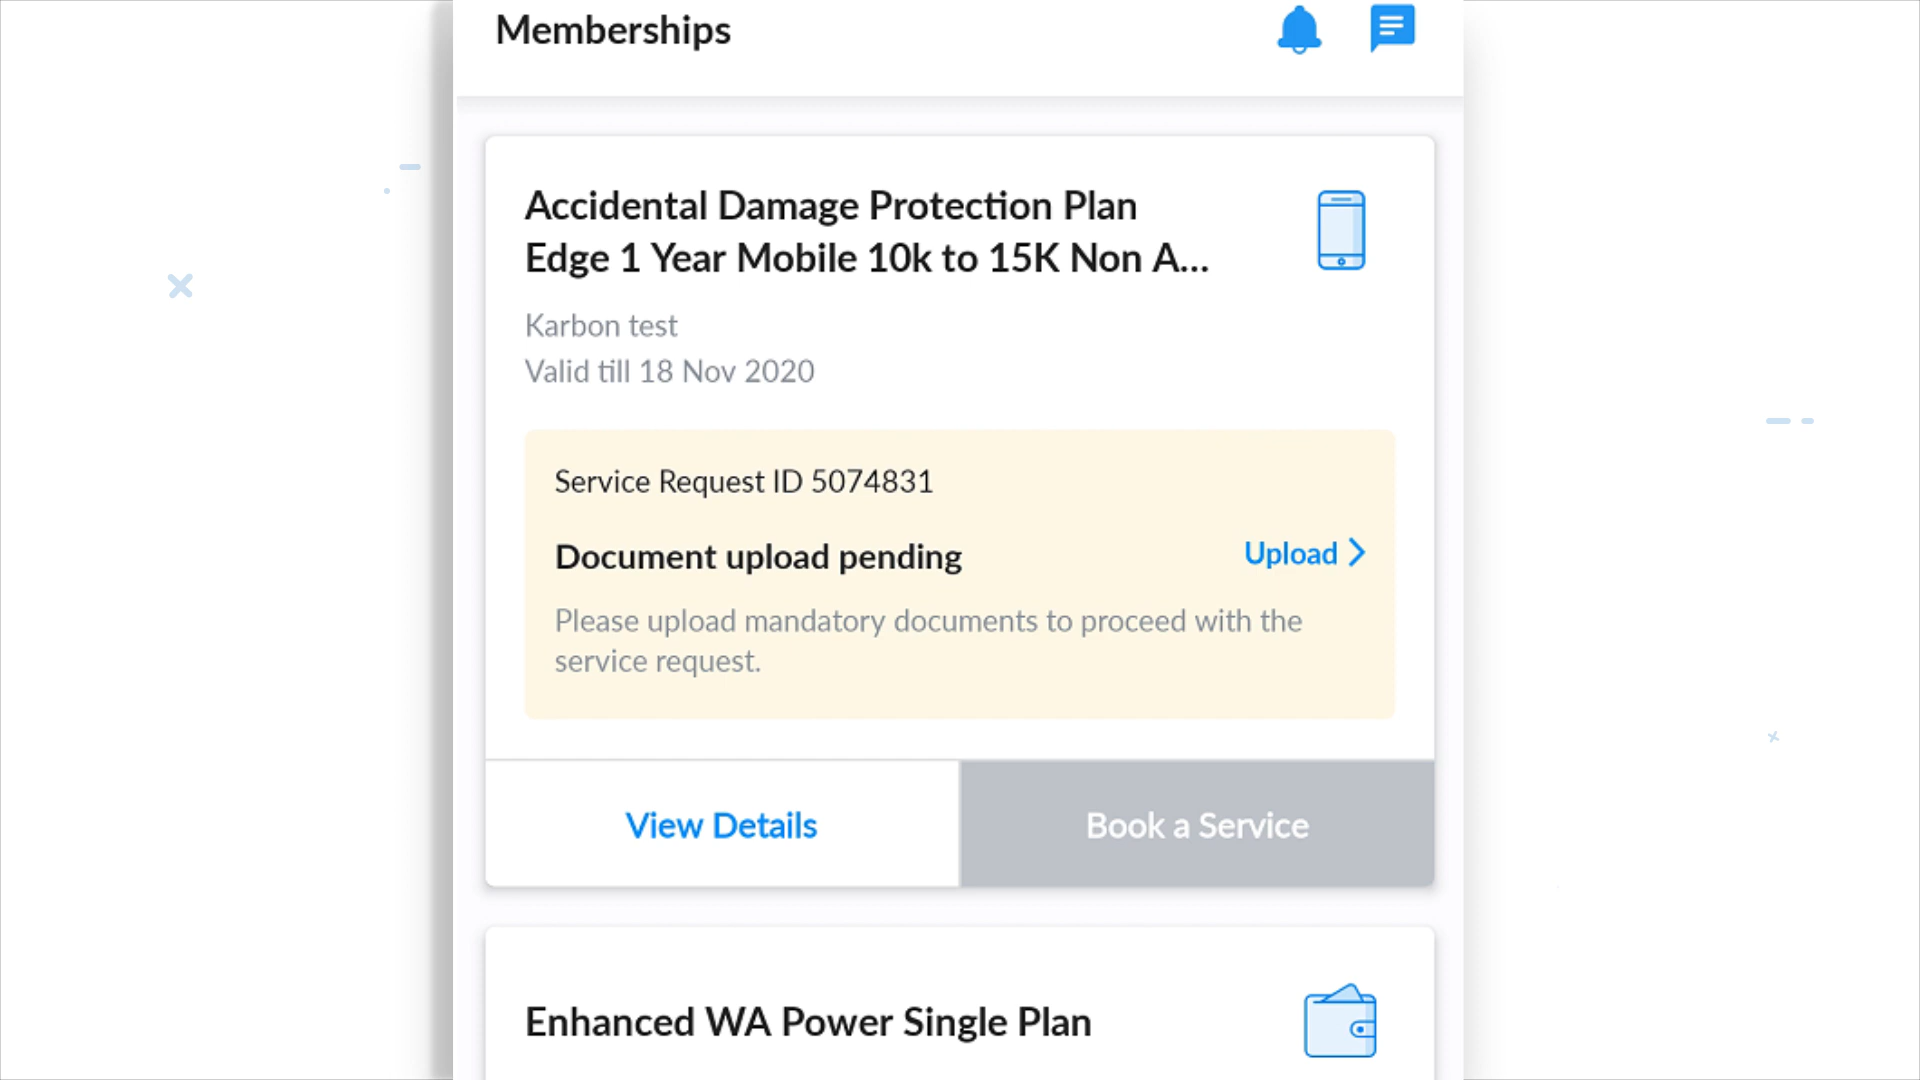 Memberships
Accidental Damage Protection Plan
Edge 1 Year Mobile 10k to 15K Non A...
Karbon test
Valid till 18 Nov 2020
Service Request ID 5074831
Document upload pending
Upload
Please upload mandatory documents to proceed with the
service request.
View Details
Book a Service
Enhanced WA Power Single Plan